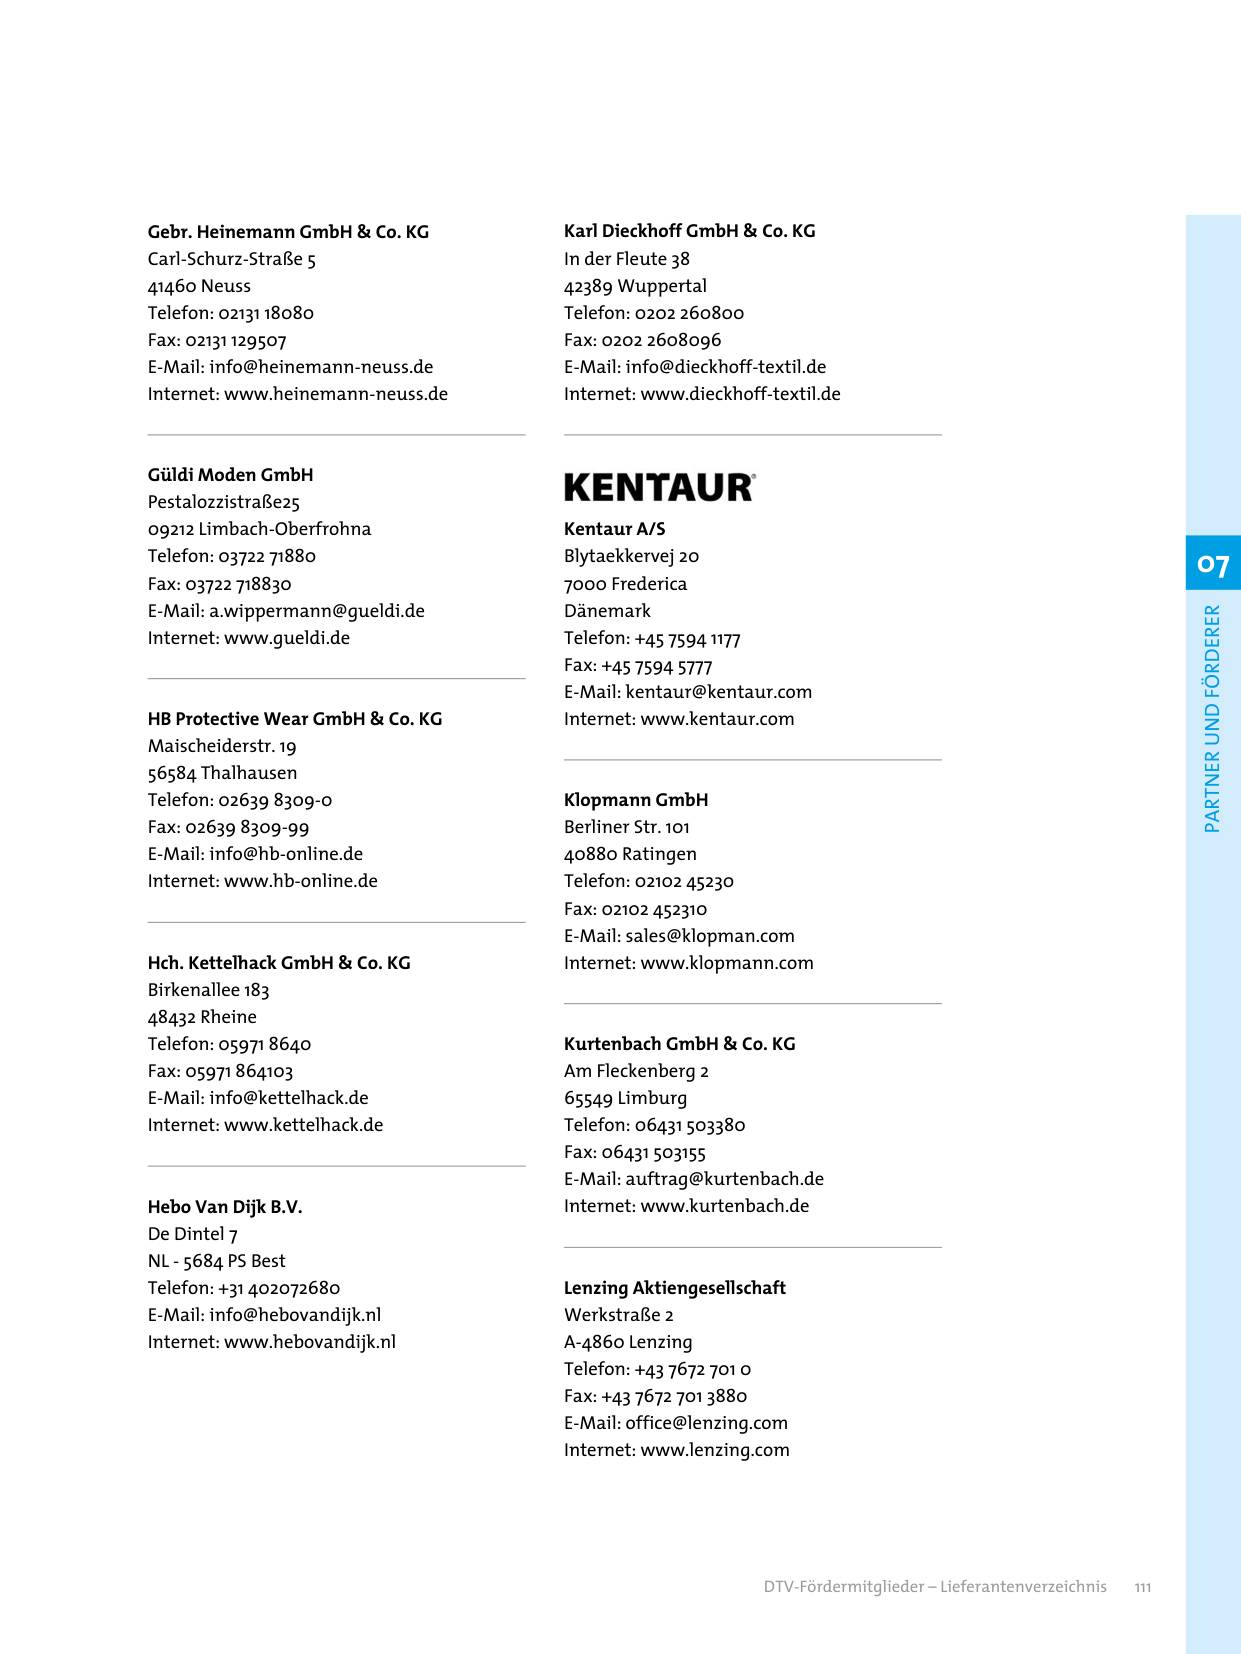 Gebr. Heinemann GmbH & Co. KG
Carl-Schurz-Straße 5
41460 Neuss
Telefon: 02131 18080
Fax: 02131 129507
E-Mail: info@heinemann-neuss.de
Internet: www.heinemann-neuss.de
Güldi Moden GmbH
Pestalozzistraße25
09212 Limbach-Oberfrohna
Telefon: 03722 71880
Fax: 03722 718830
E-Mail: a.wippermann@gueldi.de
Internet: www.gueldi.de
HB Protective Wear GmbH & Co. KG
Maischeiderstr. 19
56584 Thalhausen
Telefon: 02639 8309-0
Fax: 02639 8309-99
E-Mail: info@hb-online.de
Internet: www.hb-online.de
Hch. Kettelhack GmbH & Co. KG
Birkenallee 183
48432 Rheine
Telefon: 05971 8640
Fax: 05971 864103
E-Mail: info@kettelhack.de
Internet: www.kettelhack.de
Hebo Van Dijk B.V.
De Dintel 7
NL - 5684 PS Best
Telefon: +31 402072680
E-Mail: info@hebovandijk.nl
Internet: www.hebovandijk.nl
Karl Dieckhoff GmbH & Co. KG
In der Fleute 38
42389 Wuppertal
Telefon: 0202 260800
Fax: 0202 2608096
E-Mail: info@dieckhoff-textil.de
Internet: www.dieckhoff-textil.de
KENTAUR®
Kentaur A/S
Blytaekkervej 20
7000 Frederica
Dänemark
Telefon: +45 7594 1177
Fax: +45 7594 5777
E-Mail: kentaur@kentaur.com
Internet: www.kentaur.com
Klopmann GmbH
Berliner Str. 101
40880 Ratingen
Telefon: 02102 45230
Fax: 02102 452310
E-Mail: sales@klopman.com
Internet: www.klopmann.com
Kurtenbach GmbH & Co. KG
Am Fleckenberg 2
65549 Limburg
Telefon: 06431 503380
Fax: 06431 503155
E-Mail: auftrag@kurtenbach.de
Internet: www.kurtenbach.de
Lenzing Aktiengesellschaft
Werkstraße 2
A-4860 Lenzing
Telefon: +43 7672 701 0
Fax: +43 7672 701 3880
E-Mail: office@lenzing.com
Internet: www.lenzing.com
07
PARTNER UND FÖRDERER
DTV-Fördermitglieder – Lieferantenverzeichnis 111